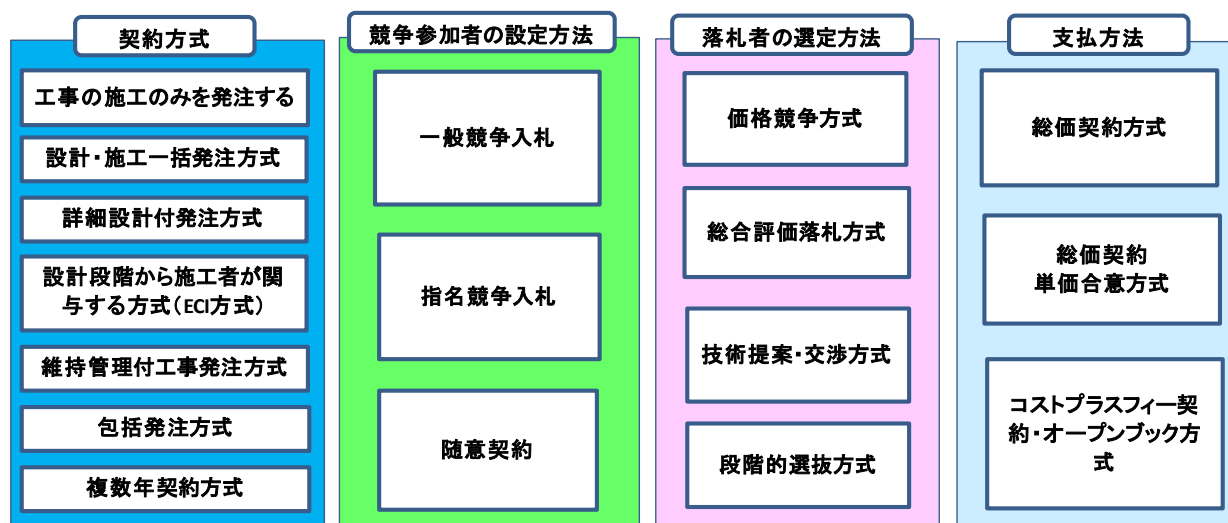 契約方式
工事の施工のみを発注する
設計・施工一括発注方式
詳細設計付発注方式
設計段階から施工者が関
与する方式(ECI方式)
維持管理付工事発注方式
包括発注方式
複数年契約方式
競争参加者の設定方法
一般競争入札
指名競争入札
随意契約
落札者の選定方法
価格競争方式
総合評価落札方式
技術提案・交渉方式
段階的選抜方式
支払方法
総価契約方式
総価契約
単価合意方式
コストプラスフィー契
約・オープンブック方
式